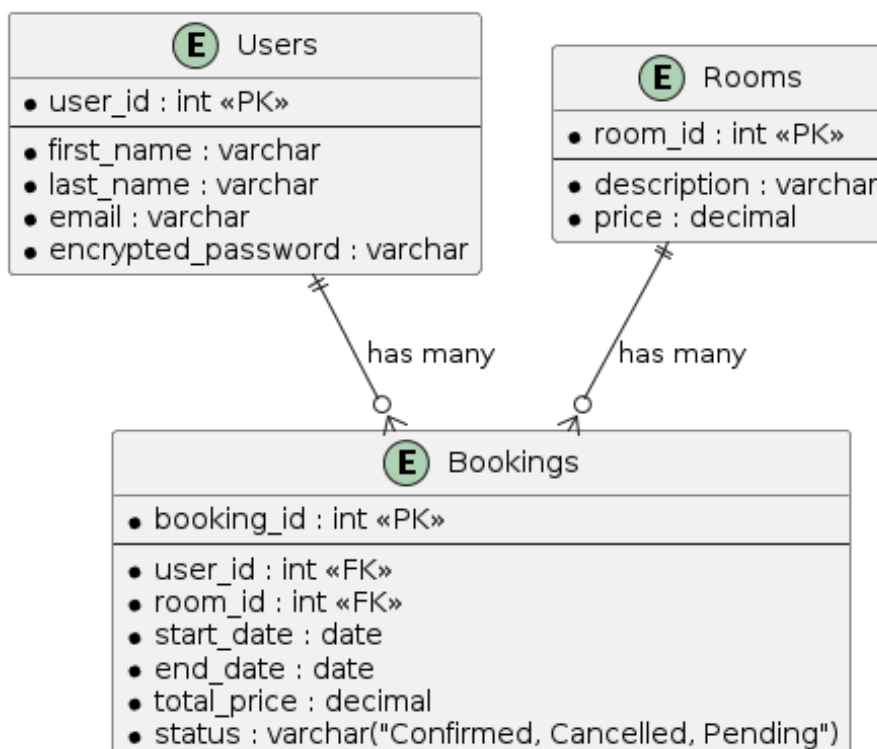 E Users
user_id : int «PK»
first_name : varchar
last_name : varchar
email : varchar
encrypted_password : varchar
E Rooms
room_id : int «PK»
description : varchar
price : decimal
has many
has many
E Bookings
booking_id : int «PK»
user_id : int «FK»
room_id : int «FK»
start_date : date
end_date : date
total_price : decimal
status : varchar("Confirmed, Cancelled, Pending")